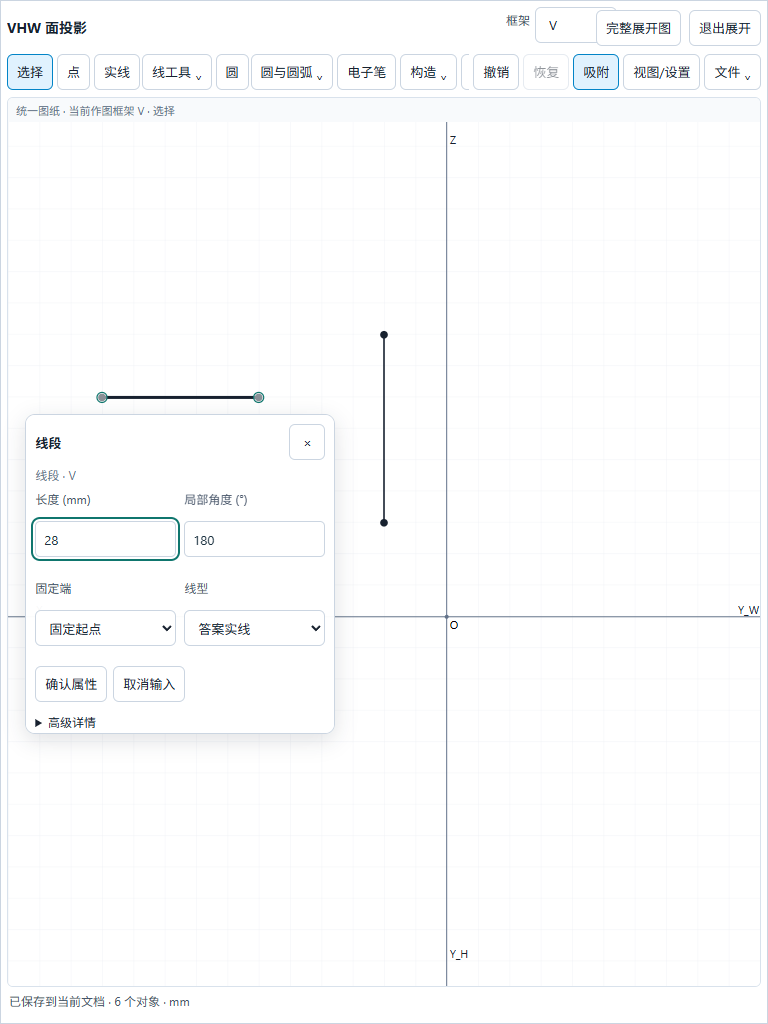 VHW 面投影
框架
V
完整展开图
退出展开
选择
点
实线
线工具
圆
圆与圆弧
电子笔
构造
撤销
恢复
吸附
视图/设置
文件
统一图纸 · 当前作图框架 V · 选择
Z
线段
×
线段 · V
长度 (mm)
局部角度 (°)
28
180
固定端
线型
固定起点
答案实线
确认属性
取消输入
高级详情
Y_W
O
Y_H
已保存到当前文档 · 6 个对象 · mm